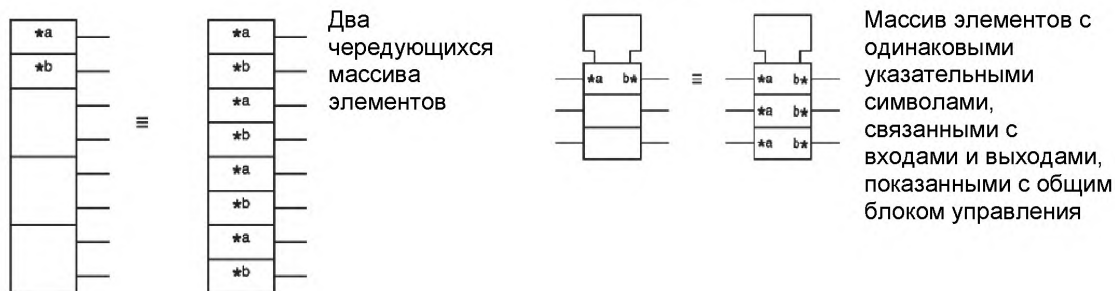 *a
*b
≡
*a
*b
*a
*b
*a
*b
*a
*b
Два
чередующихся
массива
элементов
*a b*
≡
*a b*
*a b*
*a b*
Массив элементов с
одинаковыми
указательными
символами,
связанными с
входами и выходами,
показанными с общим
блоком управления